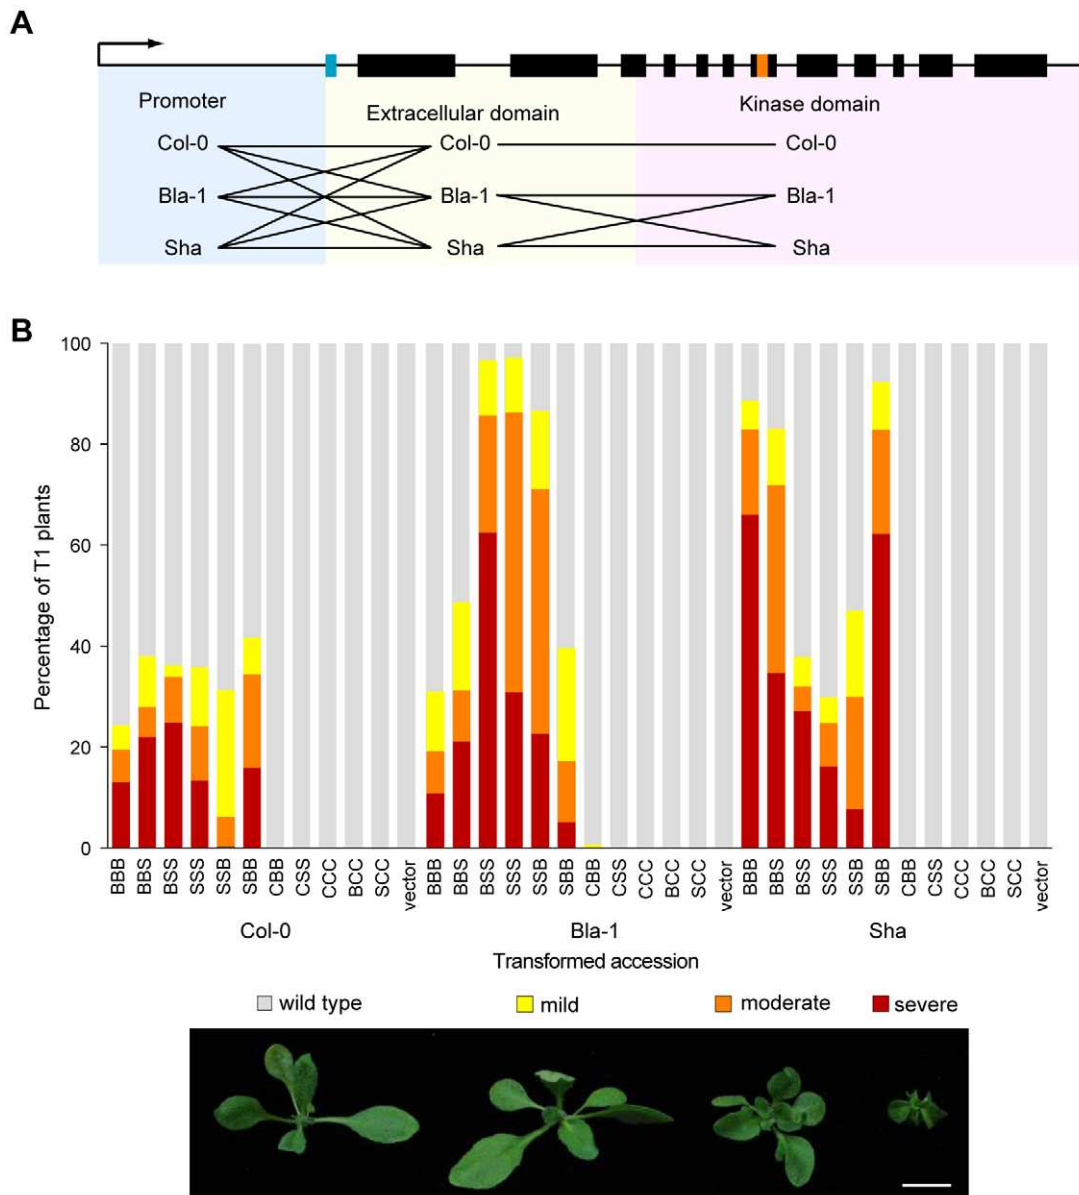 A
Promoter
Extracellular domain
Kinase domain
Col-0 Col-0 Col-0
Bla-1 Bla-1 Bla-1
Sha Sha Sha
B
Percentage of T1 plants
100
80
60
40
20
0
BBB BBS BSS SSS SSB SBB CBB CSS CCC BCC SCC vector BBB BBS BSS SSS SSB SBB CBB CSS CCC BCC SCC vector BBB BBS BSS SSS SSB SBB CBB CSS CCC BCC SCC vector
Col-0 Bla-1 Sha
Transformed accession
wild type mild moderate severe